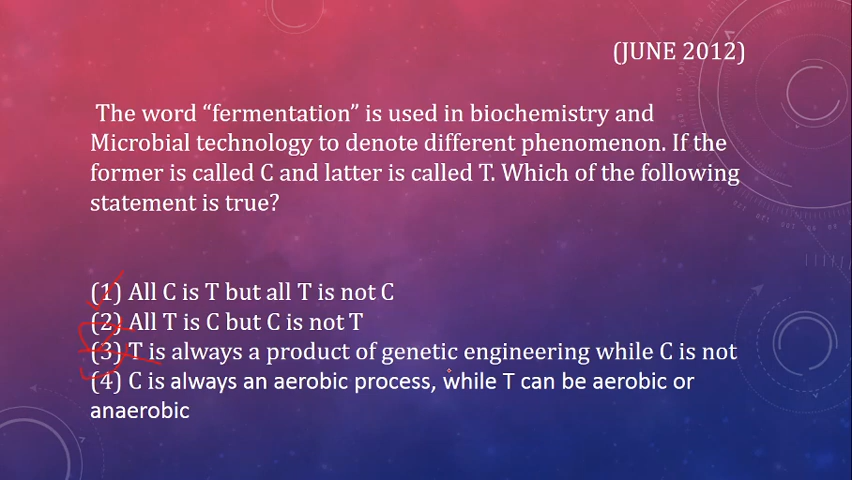 (JUNE 2012)
The word “fermentation” is used in biochemistry and
Microbial technology to denote different phenomenon. If the
former is called C and latter is called T. Which of the following
statement is true?
(1) All C is T but all T is not C
(2) All T is C but C is not T
(3) T is always a product of genetic engineering while C is not
(4) C is always an aerobic process, while T can be aerobic or
anaerobic